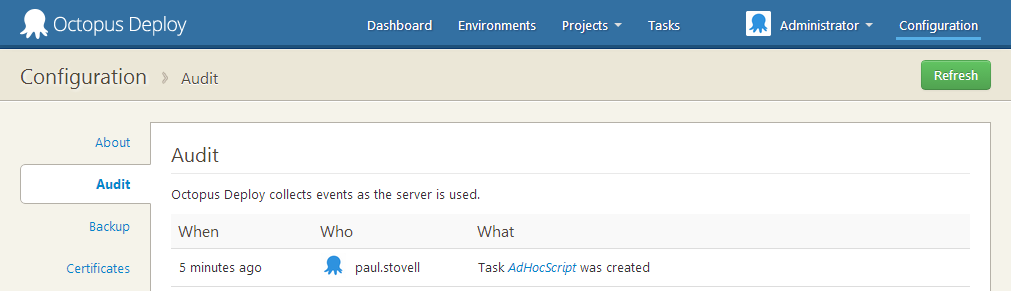 Octopus Deploy Dashboard Environments Projects Tasks Administrator Configuration
Configuration › Audit Refresh
About
Audit
Backup
Certificates
Audit
Octopus Deploy collects events as the server is used.
When Who What
5 minutes ago paul.stovell Task AdHocScript was created